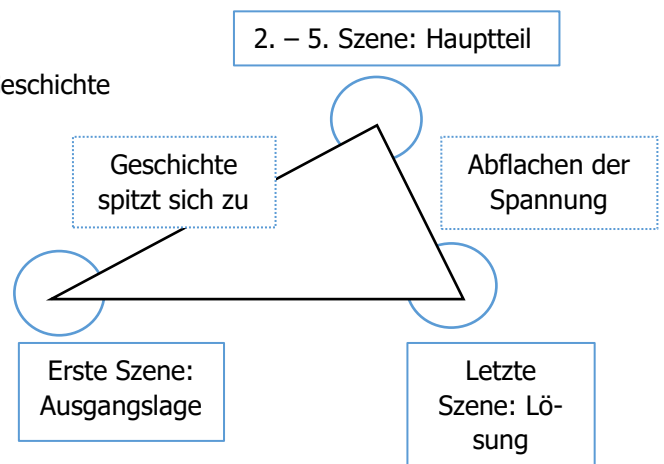 2. – 5. Szene: Hauptteil
eschichte
Geschichte
spitzt sich zu
Abflachen der
Spannung
Erste Szene:
Ausgangslage
Letzte
Szene: Lö-
sung